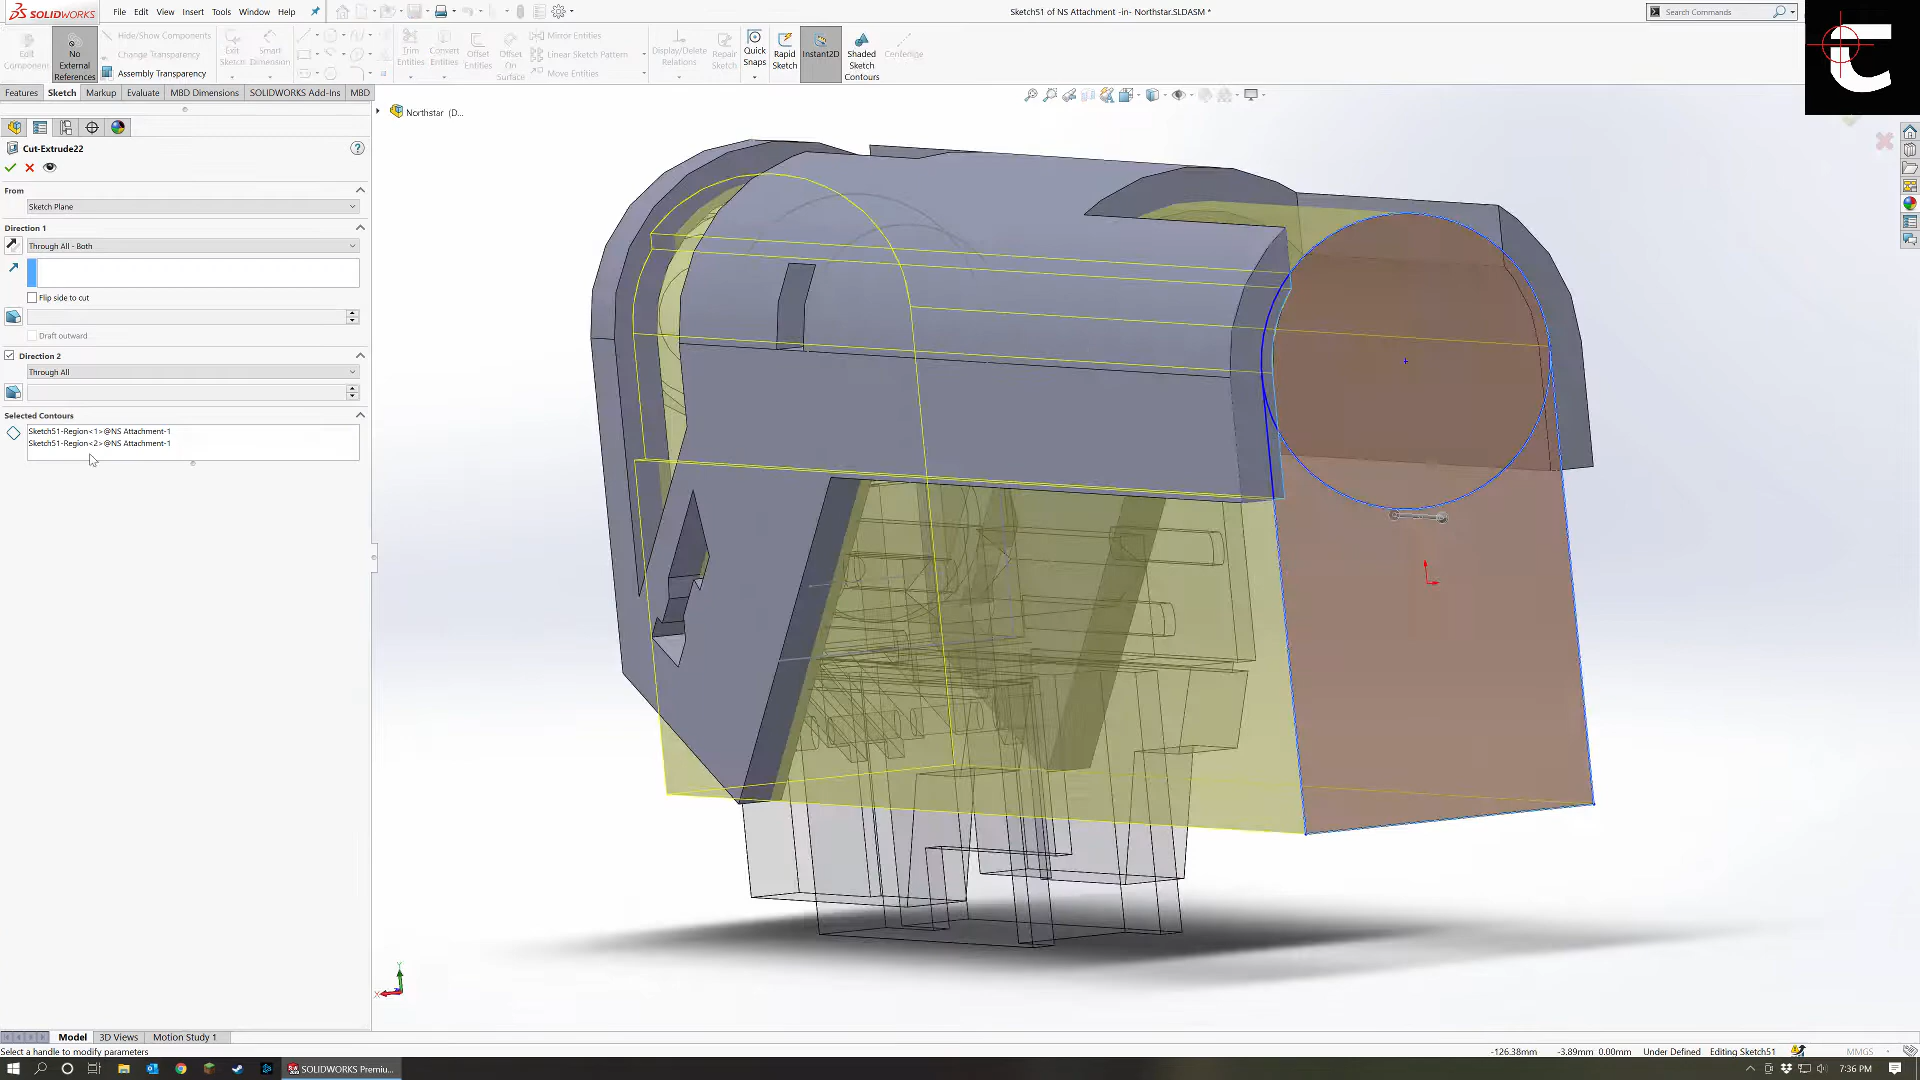 SOLIDWORKS
File Edit View Insert Tools Window Help
Sketch51 of NS Attachment -in- Northstar.SLDASM *
Search Commands
Edit Component
No External References
Hide/Show Components
Change Transparency
Assembly Transparency
Exit Sketch
Smart Dimension
Trim Entities
Convert Entities
Offset Entities
Offset On Surface
Mirror Entities
Linear Sketch Pattern
Move Entities
Display/Delete Relations
Repair Sketch
Quick Snaps
Rapid Sketch
Instant2D
Shaded Sketch Contours
Centeredge
Features Sketch Markup Evaluate MBD Dimensions SOLIDWORKS Add-Ins MBD
Northstar (D...
Cut-Extrude22
From
Sketch Plane
Direction 1
Through All - Both
Flip side to cut
Draft outward
Direction 2
Through All
Selected Contours
Sketch51-Region<1>@NS Attachment-1
Sketch51-Region<2>@NS Attachment-1
Y
X
Model 3D Views Motion Study 1
Select a handle to modify parameters
-126.38mm -3.89mm 0.00mm Under Defined Editing Sketch51 MMGS
SOLIDWORKS Premiu...
7:36 PM